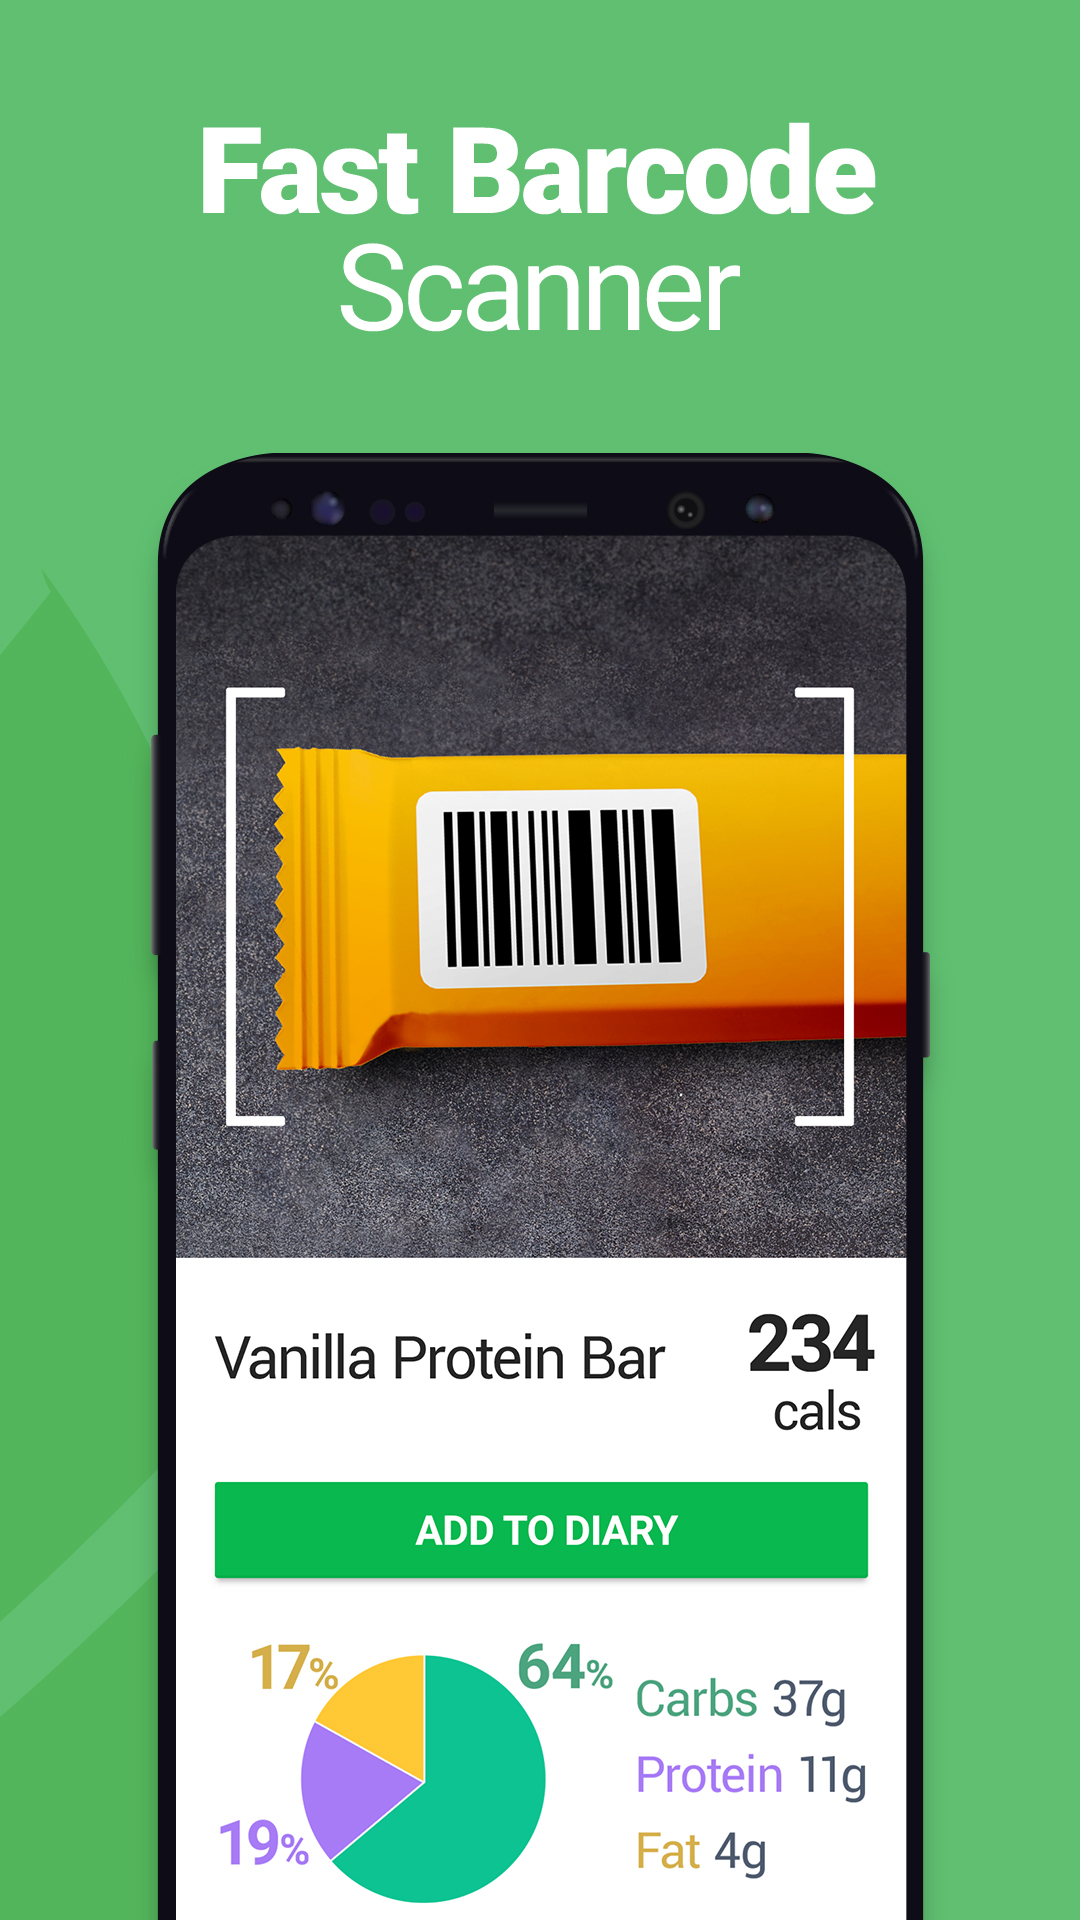 Fast Barcode
Scanner
Vanilla Protein Bar
234
cals
ADD TO DIARY
17%
64%
19%
Carbs 37g
Protein 11g
Fat 4g